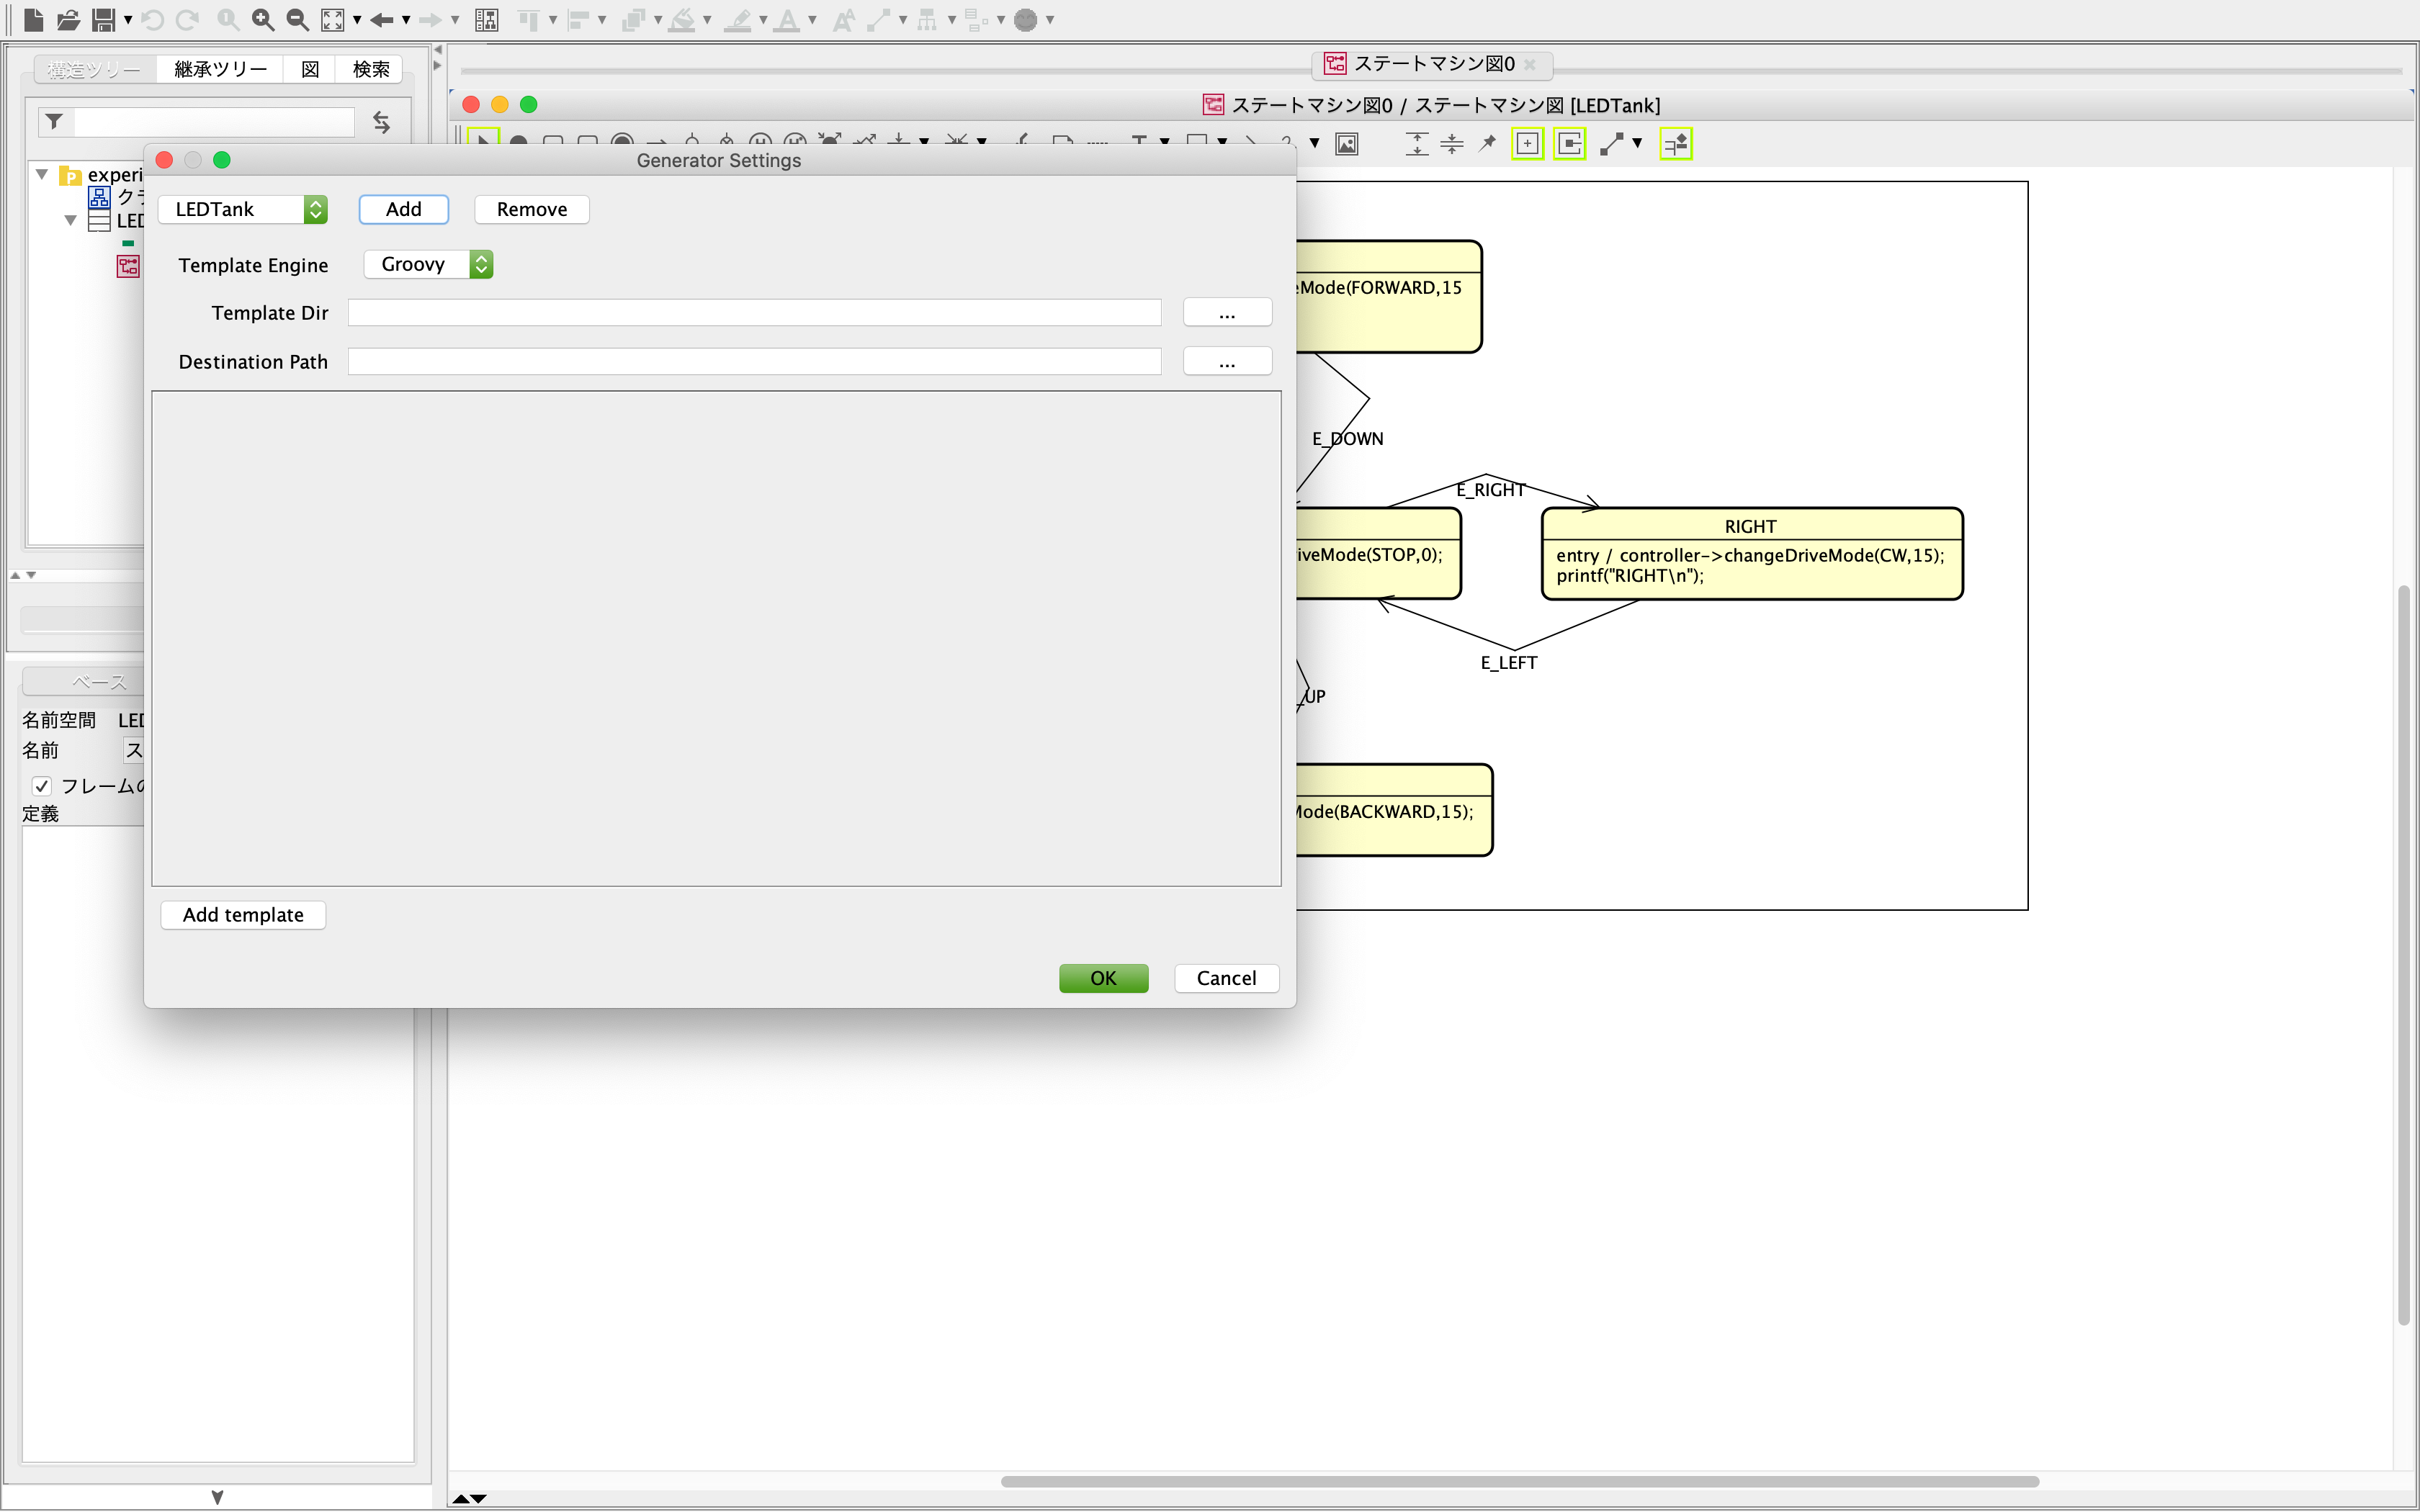 構造ツリー 継承ツリー 図 検索
ステートマシン図0
ステートマシン図0 / ステートマシン図 [LEDTank]
experi
クラ
LED
Generator Settings
LEDTank Add Remove
Template Engine Groovy
Template Dir ...
Destination Path ...
Add template
OK Cancel
eMode(FORWARD,15
E_DOWN
E_RIGHT
iveMode(STOP,0);
RIGHT
entry / controller->changeDriveMode(CW,15);
printf("RIGHT\n");
E_LEFT
_UP
Mode(BACKWARD,15);
ベース
名前空間 LED
名前 ス
フレームの
定義